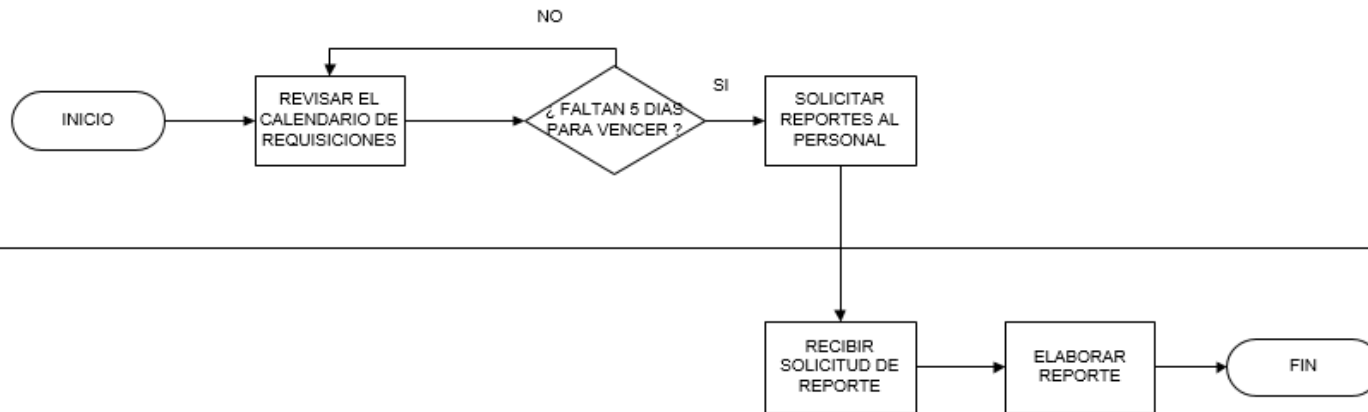 NO
INICIO
REVISAR EL
CALENDARIO DE
REQUISICIONES
¿ FALTAN 5 DIAS
PARA VENCER ?
SI
SOLICITAR
REPORTES AL
PERSONAL
RECIBIR
SOLICITUD DE
REPORTE
ELABORAR
REPORTE
FIN